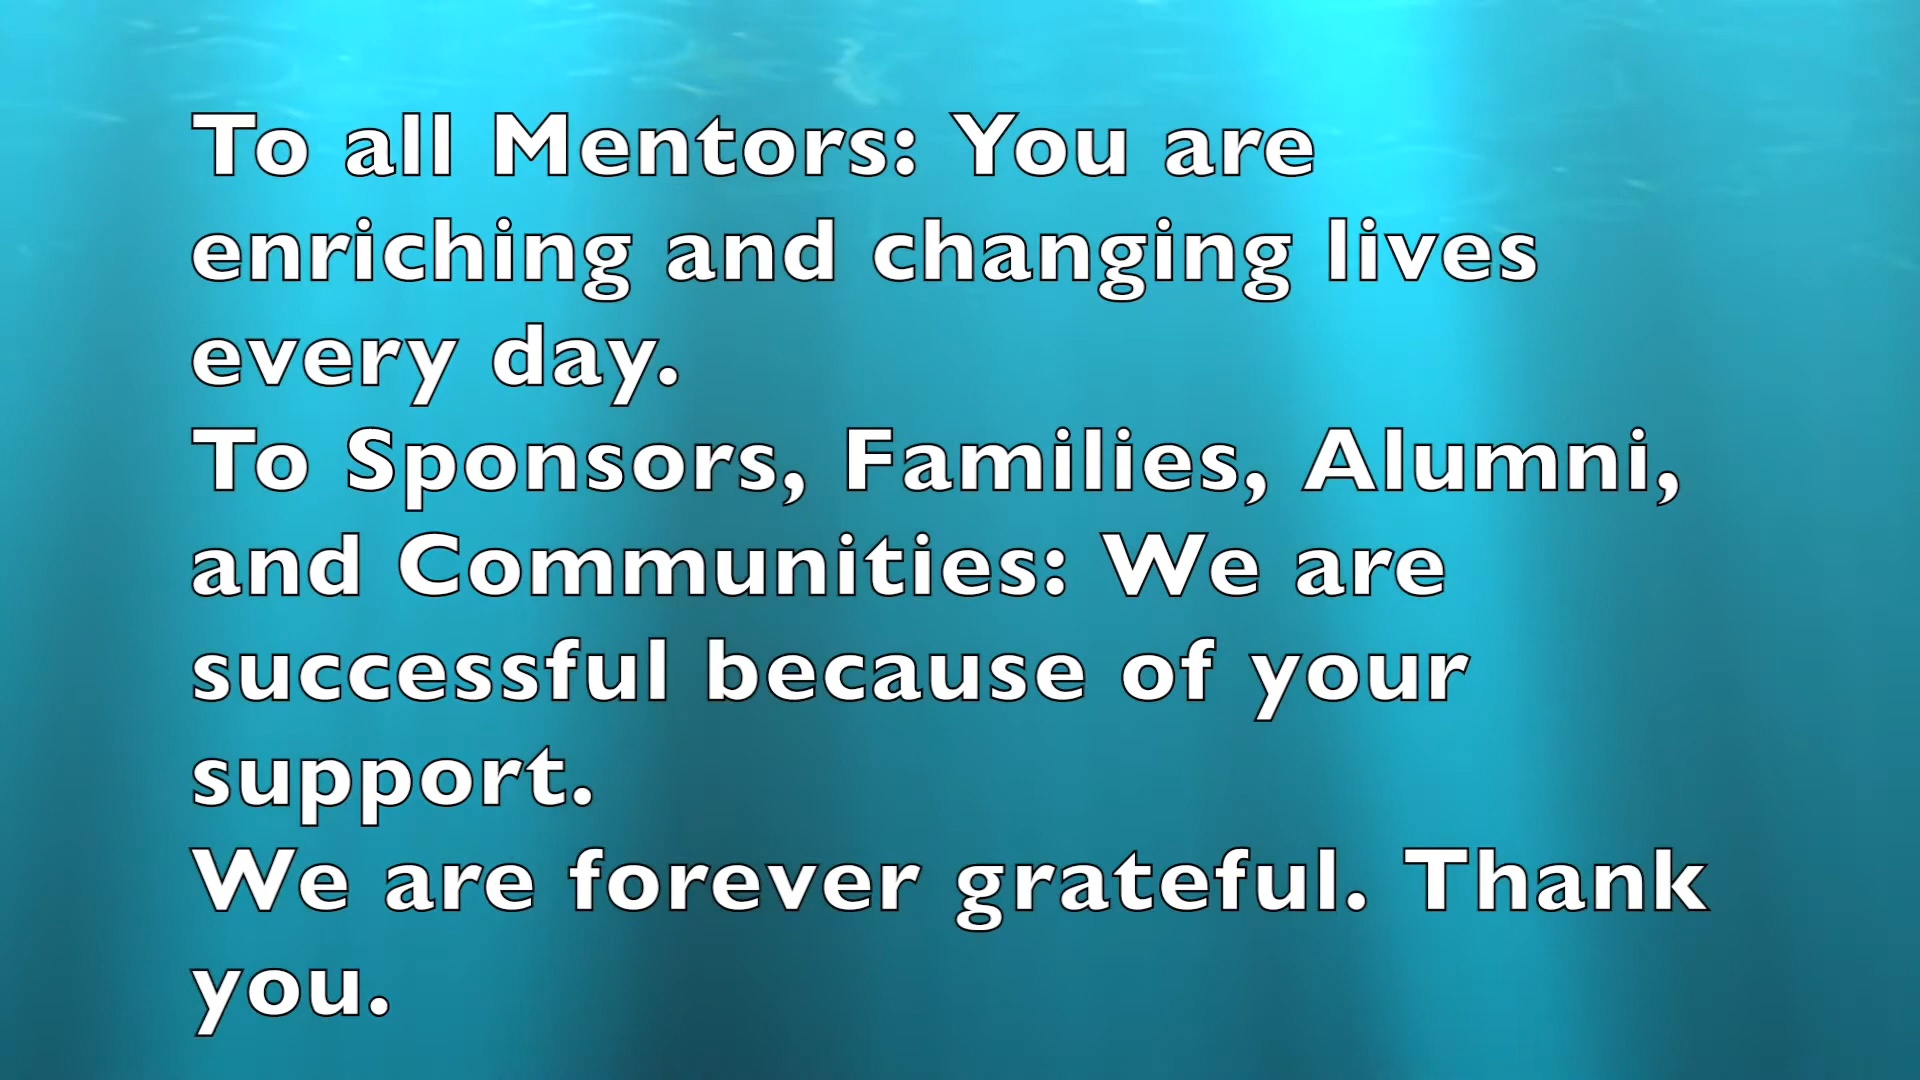 To all Mentors: You are
enriching and changing lives
every day.
To Sponsors, Families, Alumni,
and Communities: We are
successful because of your
support.
We are forever grateful. Thank
you.